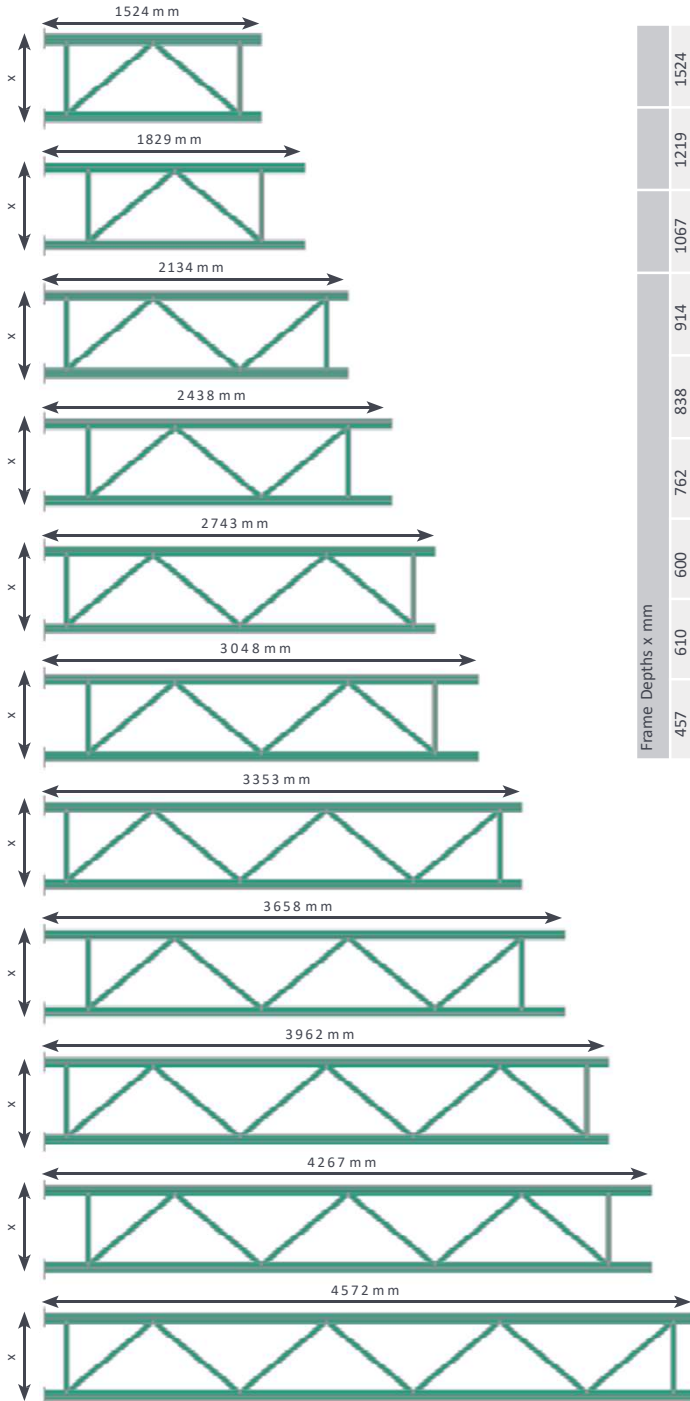 1524 mm
x
1829 mm
x
2134 mm
x
2438 mm
x
2743 mm
x
3048 mm
x
3353 mm
x
3658 mm
x
3962 mm
x
4267 mm
x
4572 mm
x
Frame Depths x mm
457 610 600 762 838 914 1067 1219 1524